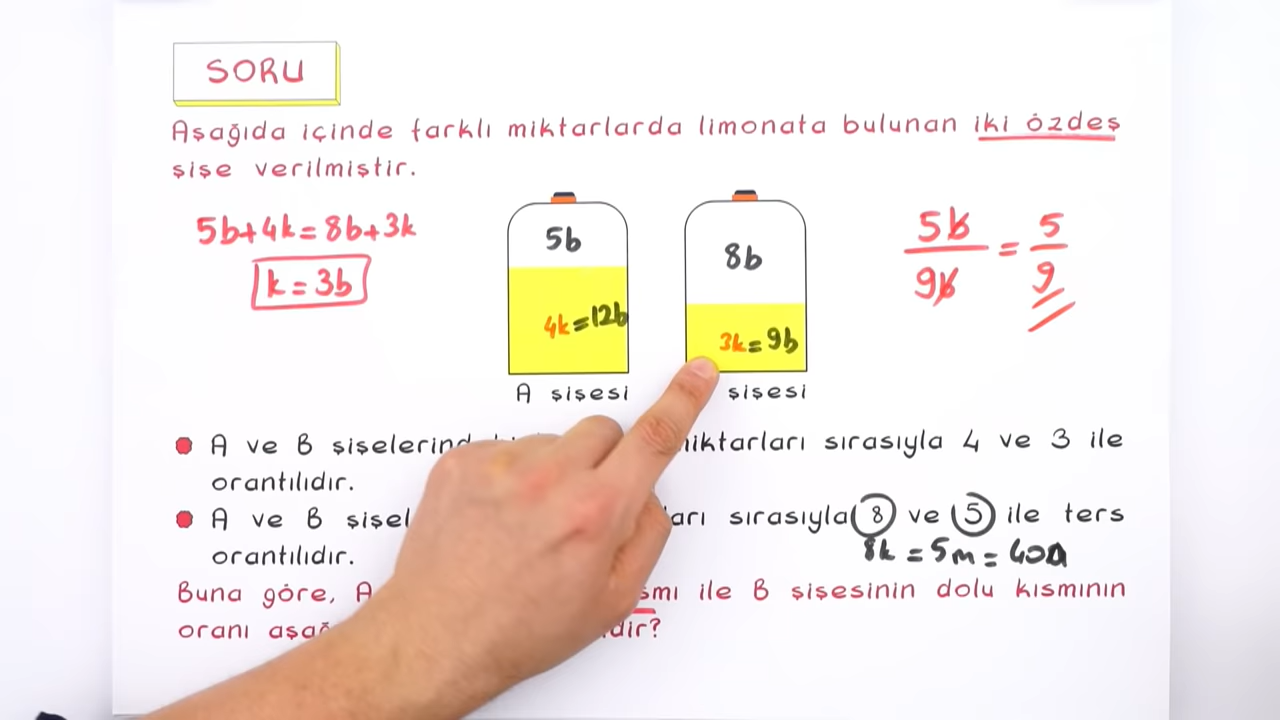 SORU
Aşağıda içinde farklı miktarlarda limonata bulunan iki özdeş
şişe verilmiştir.
5b+4k=8b+3k
k=3b
5b
4k=12b
A şişesi
8b
3k=9b
şişesi
5b/9b = 5/9
A ve B şişelerind miktarları sırasıyla 4 ve 3 ile
orantılıdır.
A ve B şişel arı sırasıyla 8 ve 5 ile ters
orantılıdır.
8k=5m=40a
Buna göre, A smı ile B şişesinin dolu kısmının
oranı aşağ dir?